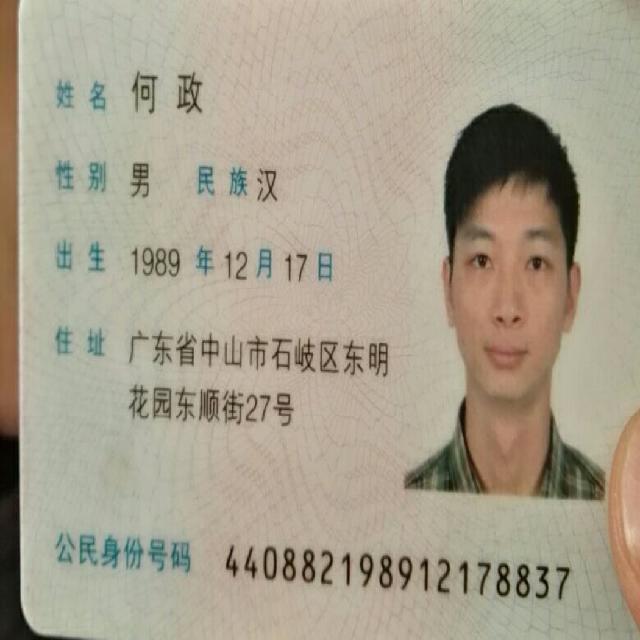 姓名 何政
性别 男 民族 汉
出生 1989 年 12 月 17 日
住址 广东省中山市石岐区东明
花园东顺街27号
公民身份号码 440882198912178837